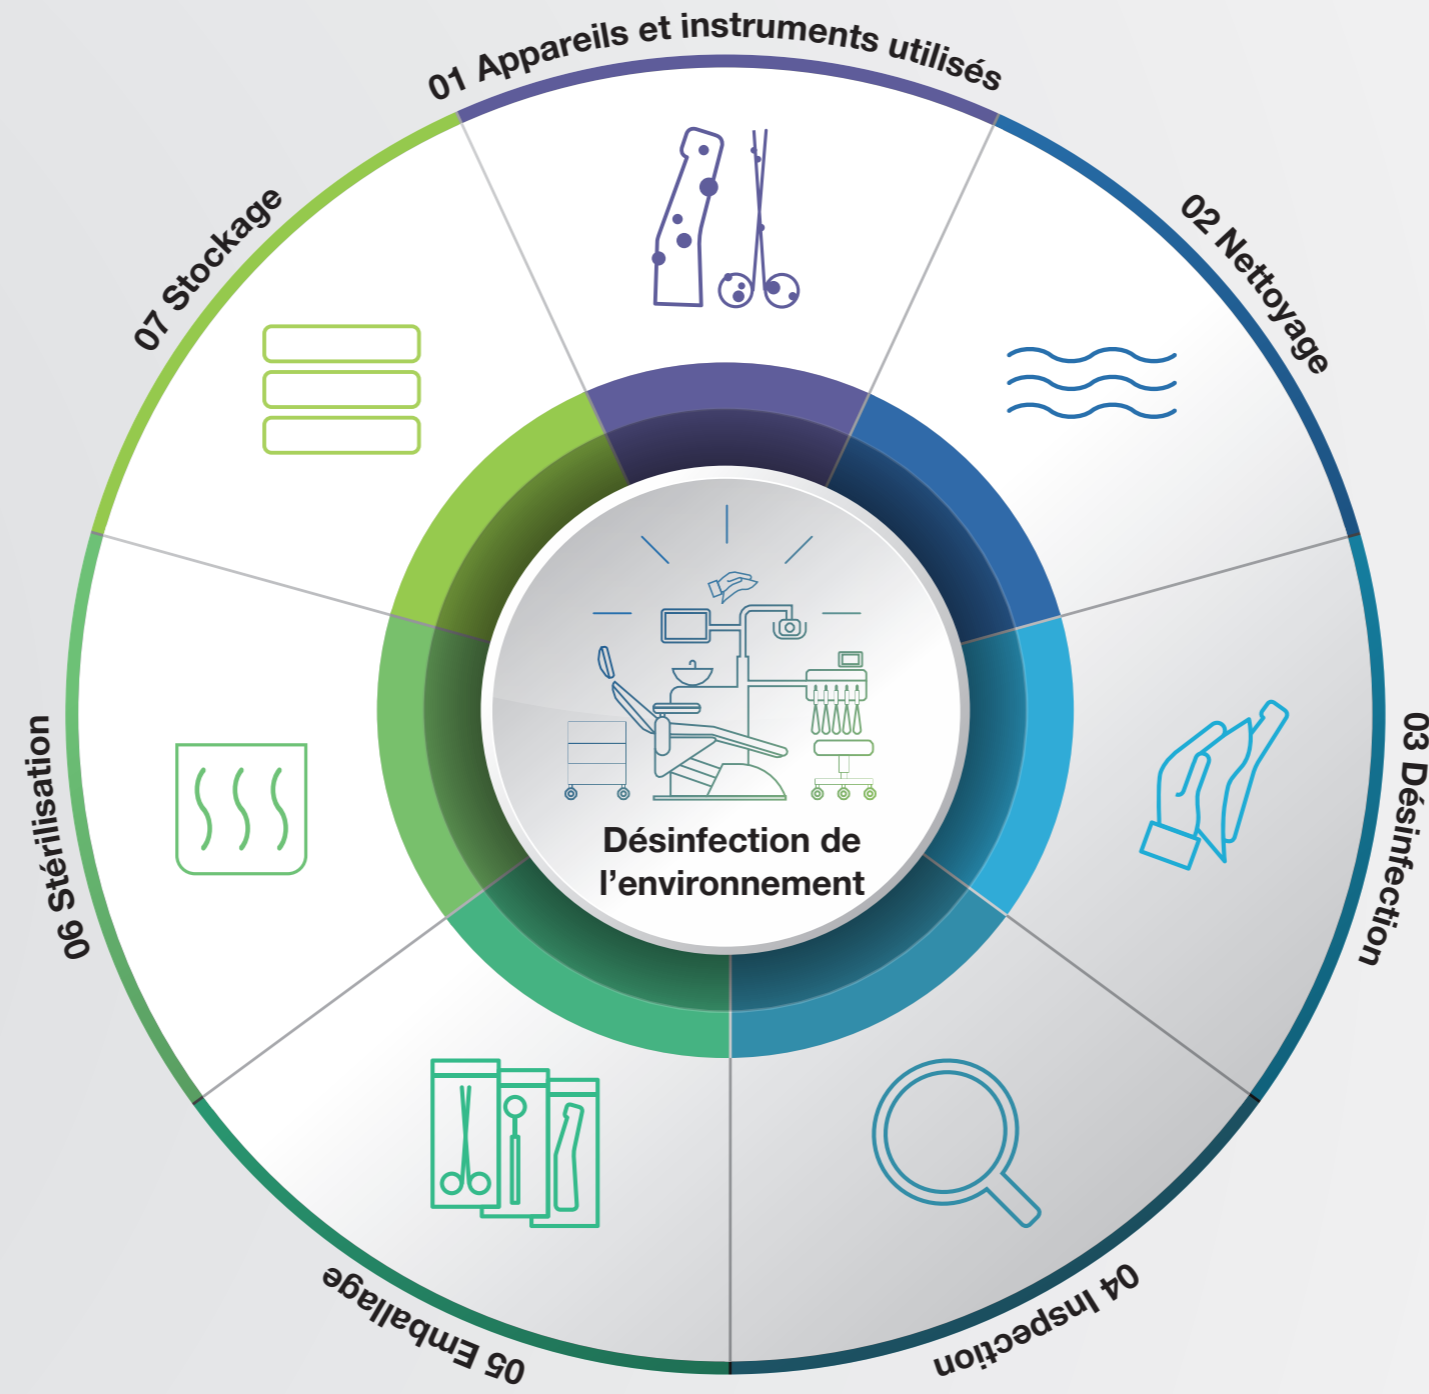 01 Appareils et instruments utilisés
02 Nettoyage
03 Désinfection
04 Inspection
05 Emballage
06 Stérilisation
07 Stockage
Désinfection de
l’environnement